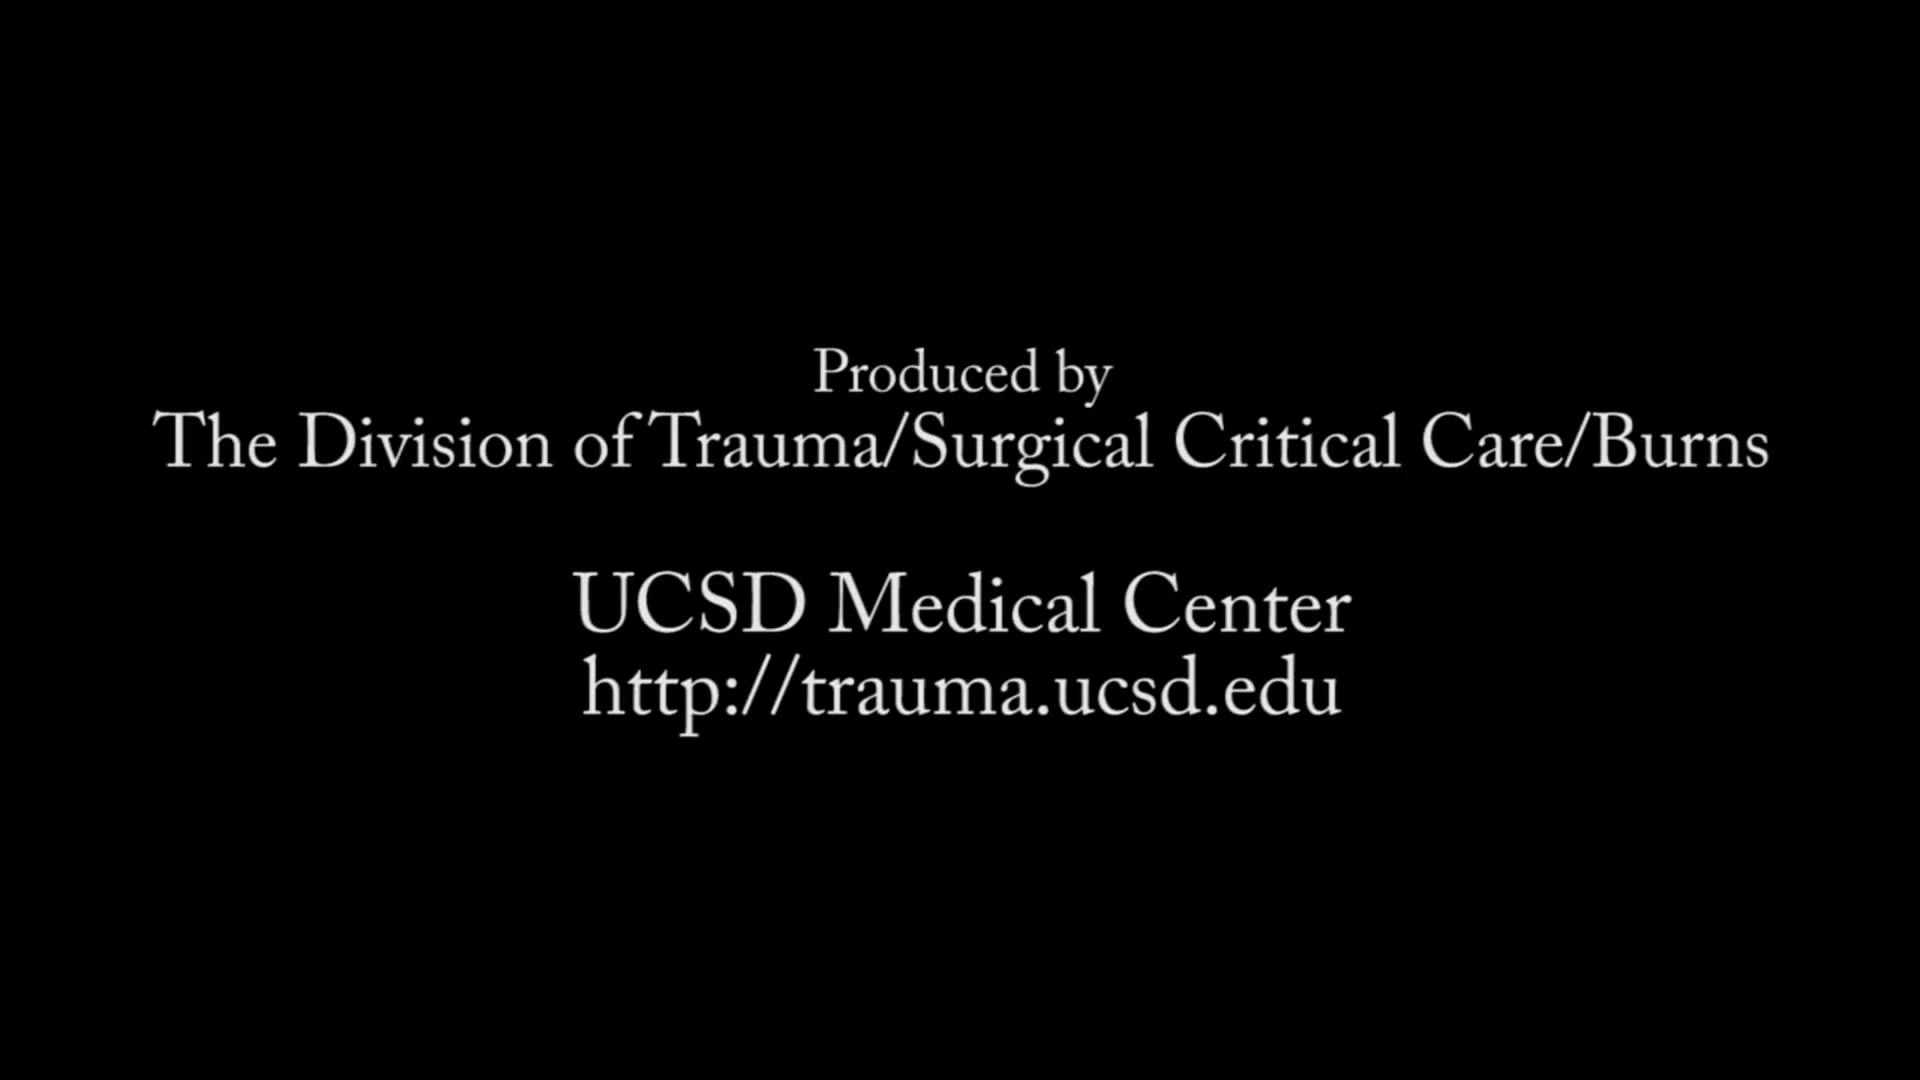 Produced by
The Division of Trauma/Surgical Critical Care/Burns
UCSD Medical Center
http://trauma.ucsd.edu